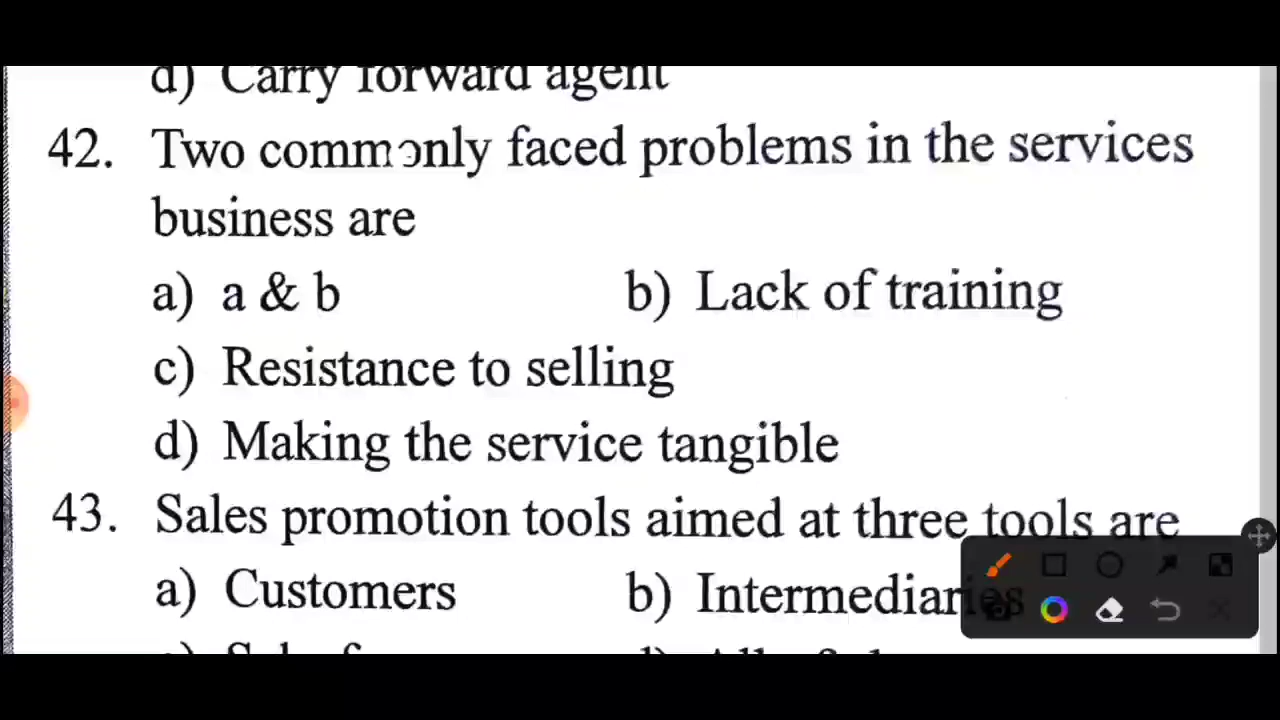 d) Carry forward agent
42. Two commonly faced problems in the services
business are
a) a & b b) Lack of training
c) Resistance to selling
d) Making the service tangible
43. Sales promotion tools aimed at three tools are
a) Customers b) Intermediaries